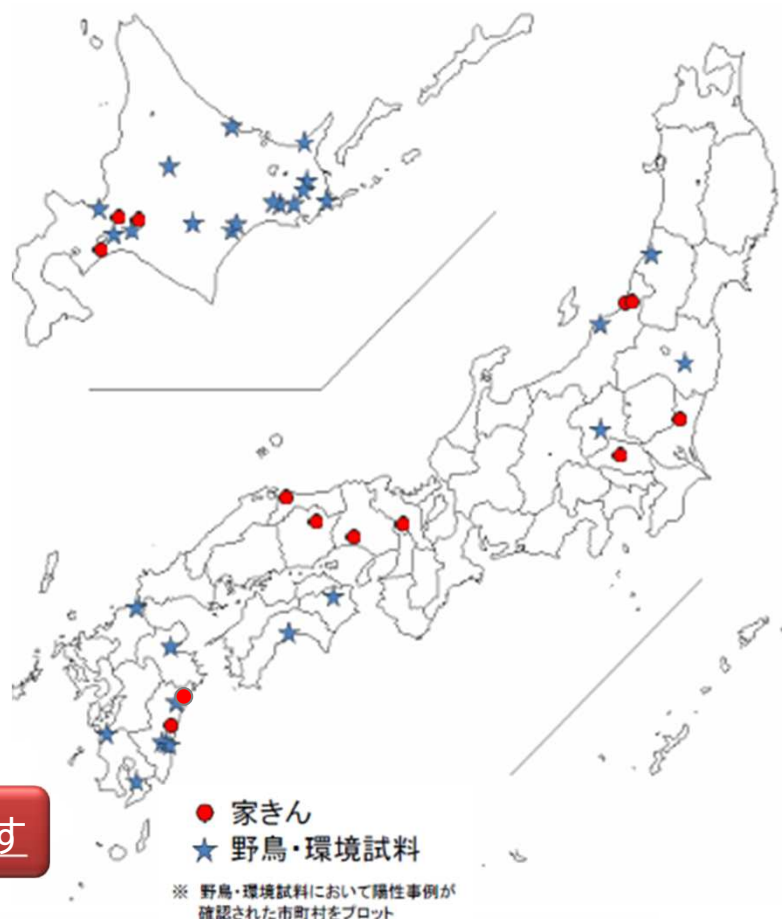 す
家きん
野鳥・環境試料
※ 野鳥・環境試料において陽性事例が
確認された市町村をプロット